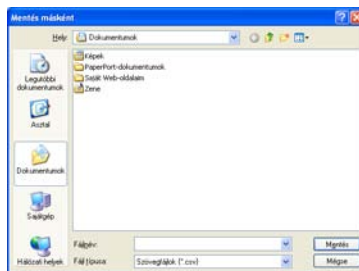 Mentés másként
Hely: Dokumentumok
Képek
PaperPort-dokumentumok
Saját Web-oldalaim
Zene
Legutóbbi
dokumentumok
Asztal
Dokumentumok
Sajátgép
Hálózati helyek
Fájlnév:
Mentés
Fájl típusa: Szövegfájlok (*.csv)
Mégse